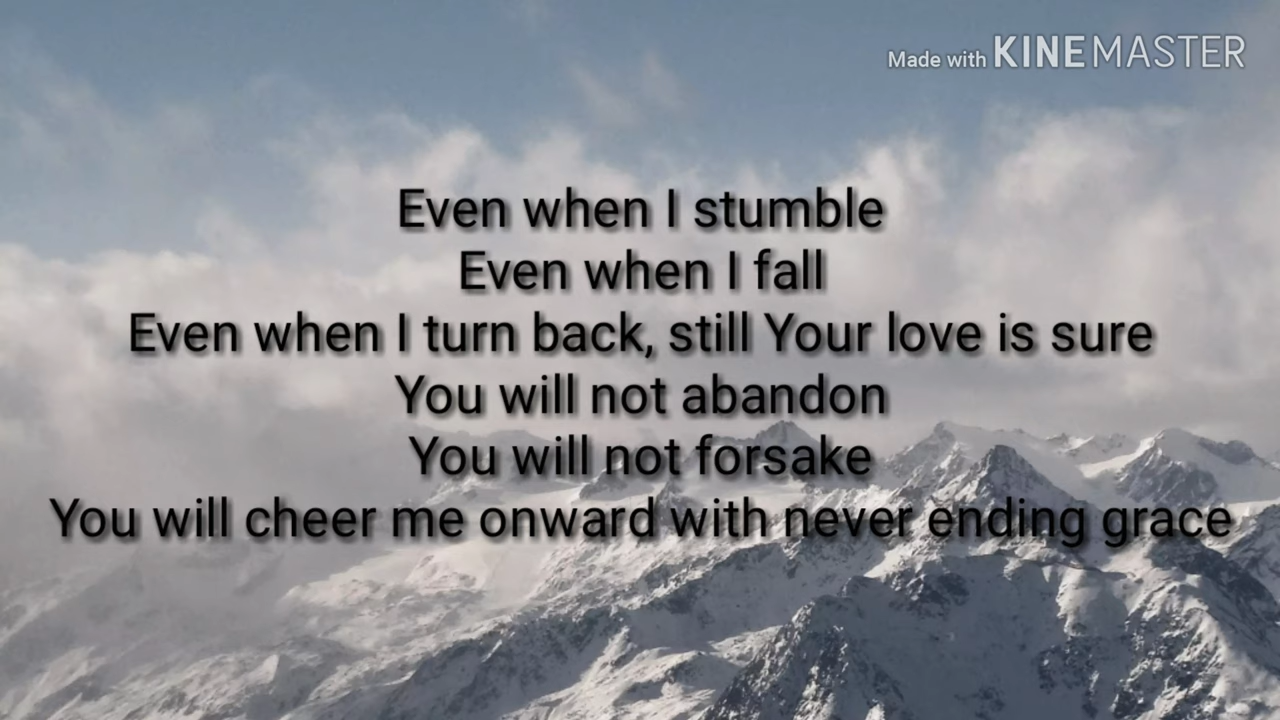 Made with KINEMASTER
Even when I stumble
Even when I fall
Even when I turn back, still Your love is sure
You will not abandon
You will not forsake
You will cheer me onward with never ending grace